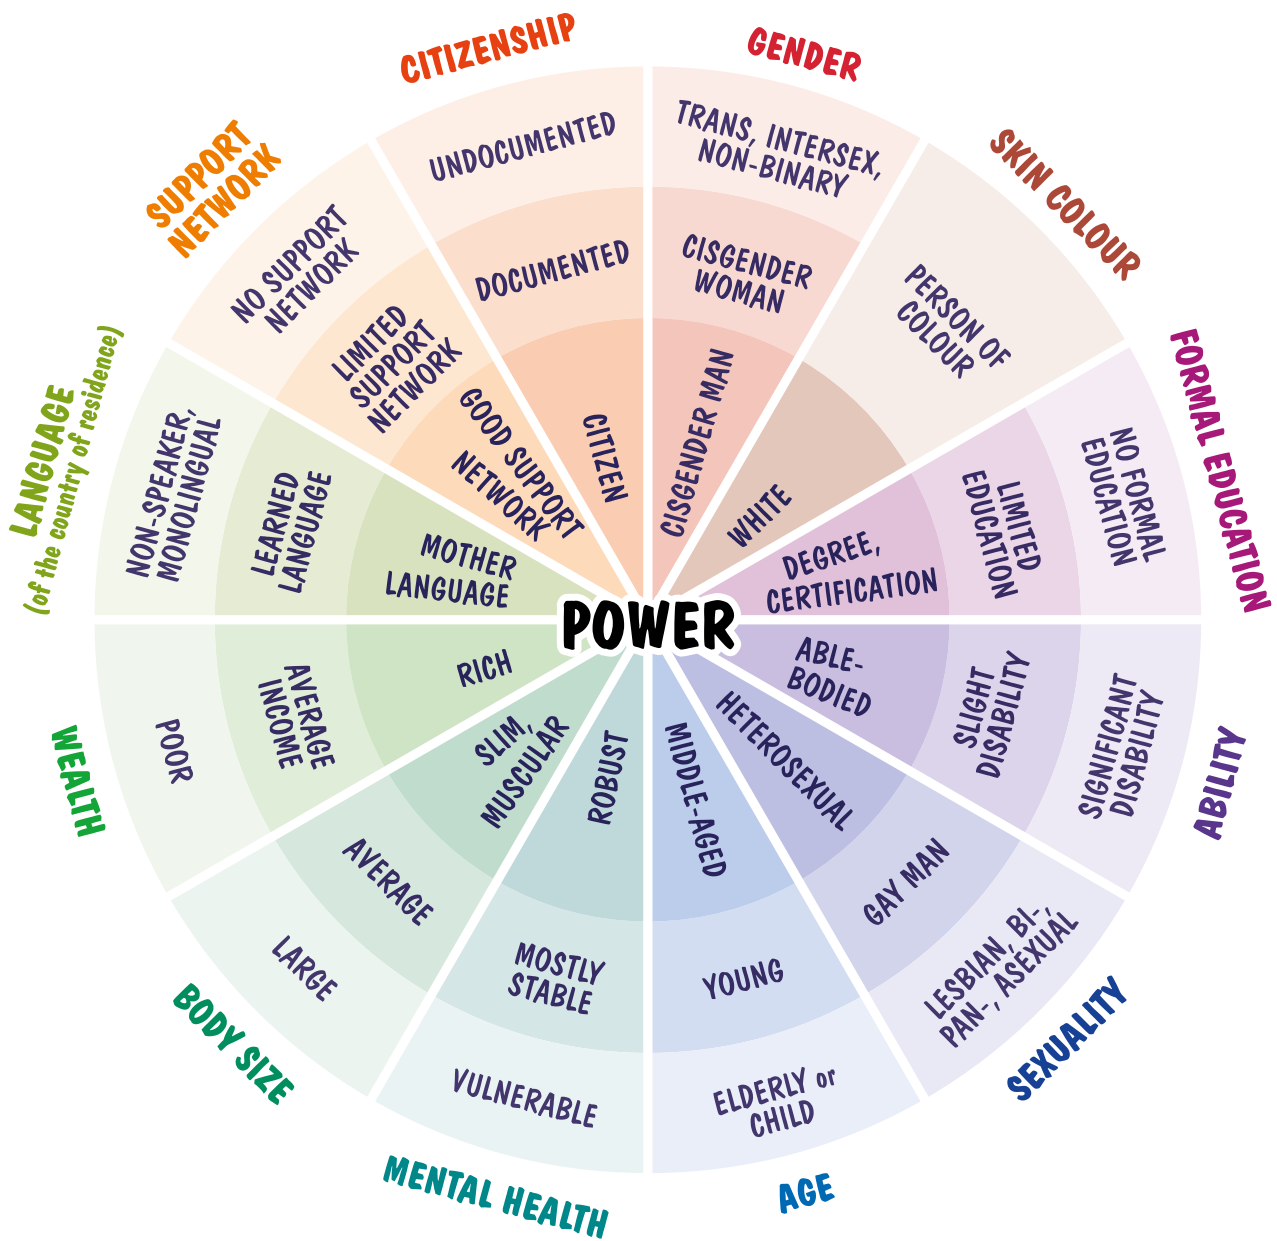 CITIZENSHIP
UNDOCUMENTED
DOCUMENTED
CITIZEN
GENDER
TRANS, INTERSEX,
NON-BINARY
CISGENDER
WOMAN
CISGENDER MAN
SKIN COLOUR
PERSON OF
COLOUR
WHITE
FORMAL EDUCATION
NO FORMAL
EDUCATION
LIMITED
EDUCATION
DEGREE,
CERTIFICATION
ABILITY
SIGNIFICANT
DISABILITY
SLIGHT
DISABILITY
ABLE-
BODIED
SEXUALITY
LESBIAN, BI-,
PAN-, ASEXUAL
GAY MAN
HETEROSEXUAL
AGE
ELDERLY or
CHILD
YOUNG
MIDDLE-AGED
MENTAL HEALTH
VULNERABLE
MOSTLY
STABLE
ROBUST
BODY SIZE
LARGE
AVERAGE
SLIM,
MUSCULAR
WEALTH
POOR
AVERAGE
INCOME
RICH
LANGUAGE
(of the country of residence)
NON-SPEAKER,
MONOLINGUAL
LEARNED
LANGUAGE
MOTHER
LANGUAGE
SUPPORT
NETWORK
NO SUPPORT
NETWORK
LIMITED
SUPPORT
NETWORK
GOOD SUPPORT
NETWORK
POWER